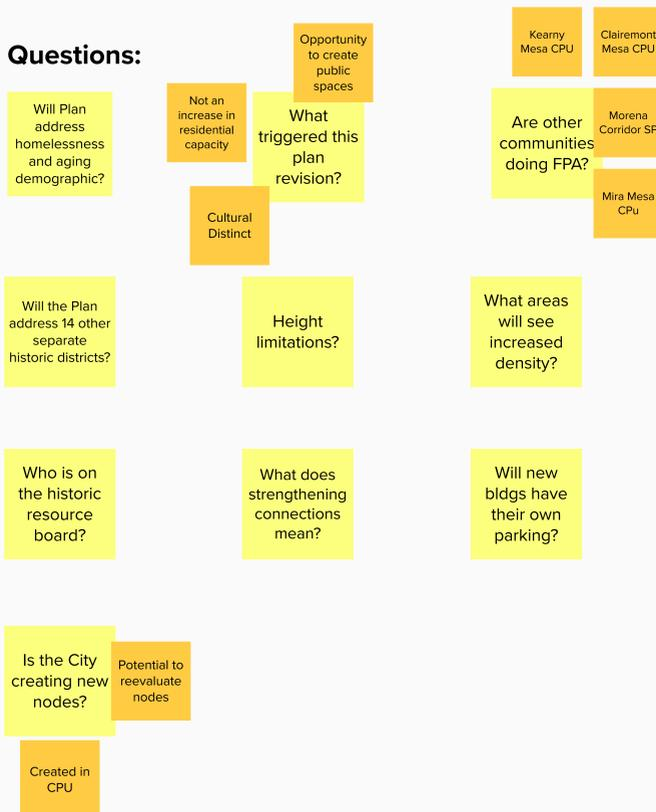 Questions:
Will Plan
address
homelessness
and aging
demographic?
Not an
increase in
residential
capacity
Opportunity
to create
public
spaces
What
triggered this
plan
revision?
Cultural
Distinct
Kearny
Mesa CPU
Clairemont
Mesa CPU
Are other
communities
doing FPA?
Morena
Corridor SP
Mira Mesa
CPu
Will the Plan
address 14 other
separate
historic districts?
Height
limitations?
What areas
will see
increased
density?
Who is on
the historic
resource
board?
What does
strengthening
connections
mean?
Will new
bldgs have
their own
parking?
Is the City
creating new
nodes?
Potential to
reevaluate
nodes
Created in
CPU